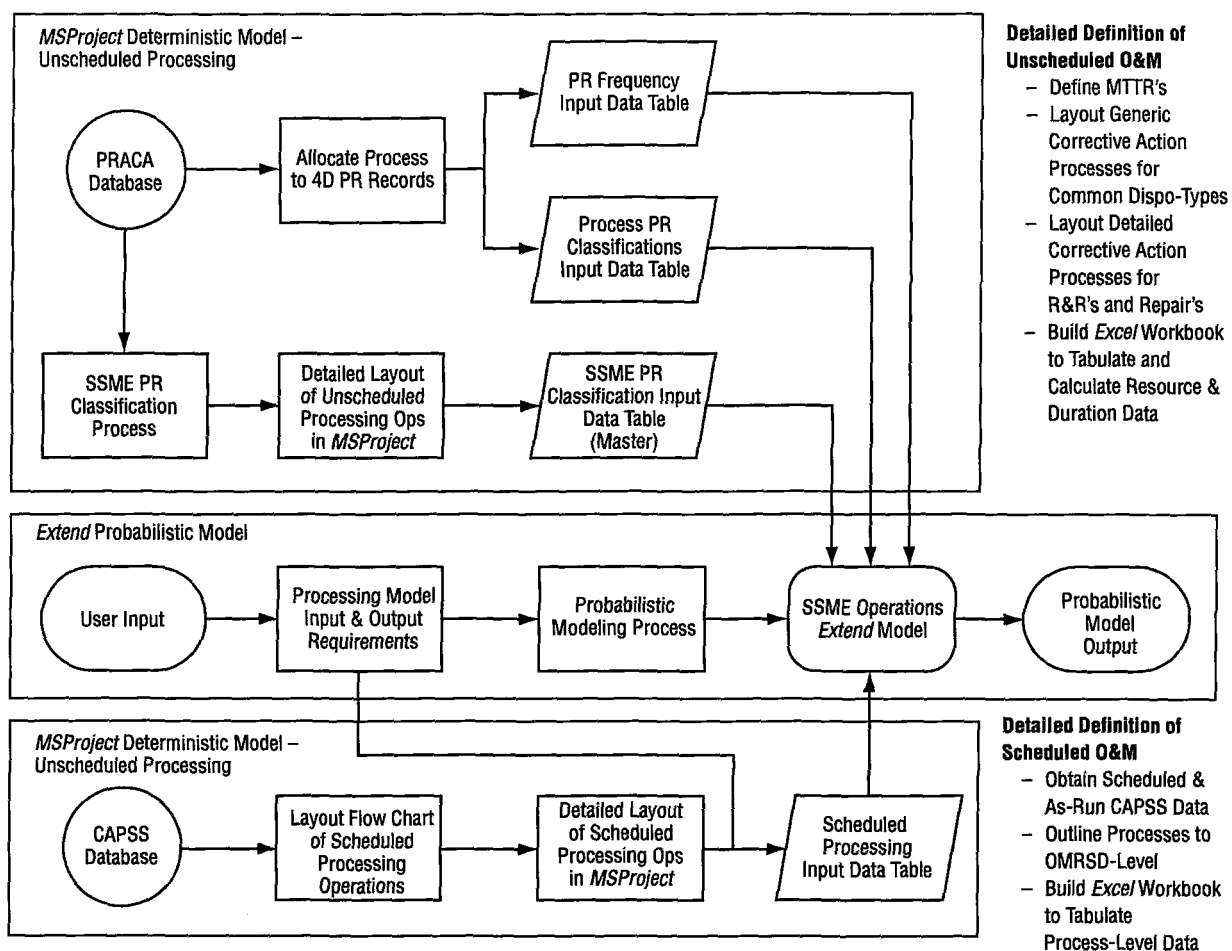 MSProject Deterministic Model –
Unscheduled Processing
PRACA
Database
Allocate Process
to 4D PR Records
PR Frequency
Input Data Table
Process PR
Classifications
Input Data Table
SSME PR
Classification
Process
Detailed Layout
of Unscheduled
Processing Ops
in MSProject
SSME PR
Classification Input
Data Table
(Master)
Detailed Definition of
Unscheduled O&M
– Define MTTR's
– Layout Generic
Corrective Action
Processes for
Common Dispo-Types
– Layout Detailed
Corrective Action
Processes for
R&R's and Repair's
– Build Excel Workbook
to Tabulate and
Calculate Resource &
Duration Data
Extend Probabilistic Model
User Input
Processing Model
Input & Output
Requirements
Probabilistic
Modeling Process
SSME Operations
Extend Model
Probabilistic
Model
Output
MSProject Deterministic Model –
Unscheduled Processing
CAPSS
Database
Layout Flow Chart
of Scheduled
Processing
Operations
Detailed Layout
of Scheduled
Processing Ops
in MSProject
Scheduled
Processing
Input Data Table
Detailed Definition of
Scheduled O&M
– Obtain Scheduled &
As-Run CAPSS Data
– Outline Processes to
OMRSD-Level
– Build Excel Workbook
to Tabulate
Process-Level Data